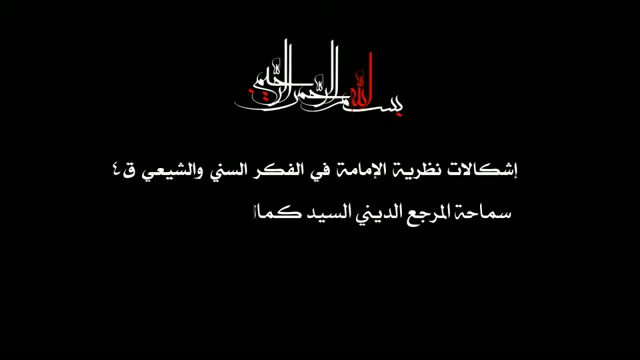 بسم الله الرحمن الرحيم
إشكالات نظرية الإمامة في الفكر السني والشيعي ق٤
سماحة المرجع الديني السيد كما